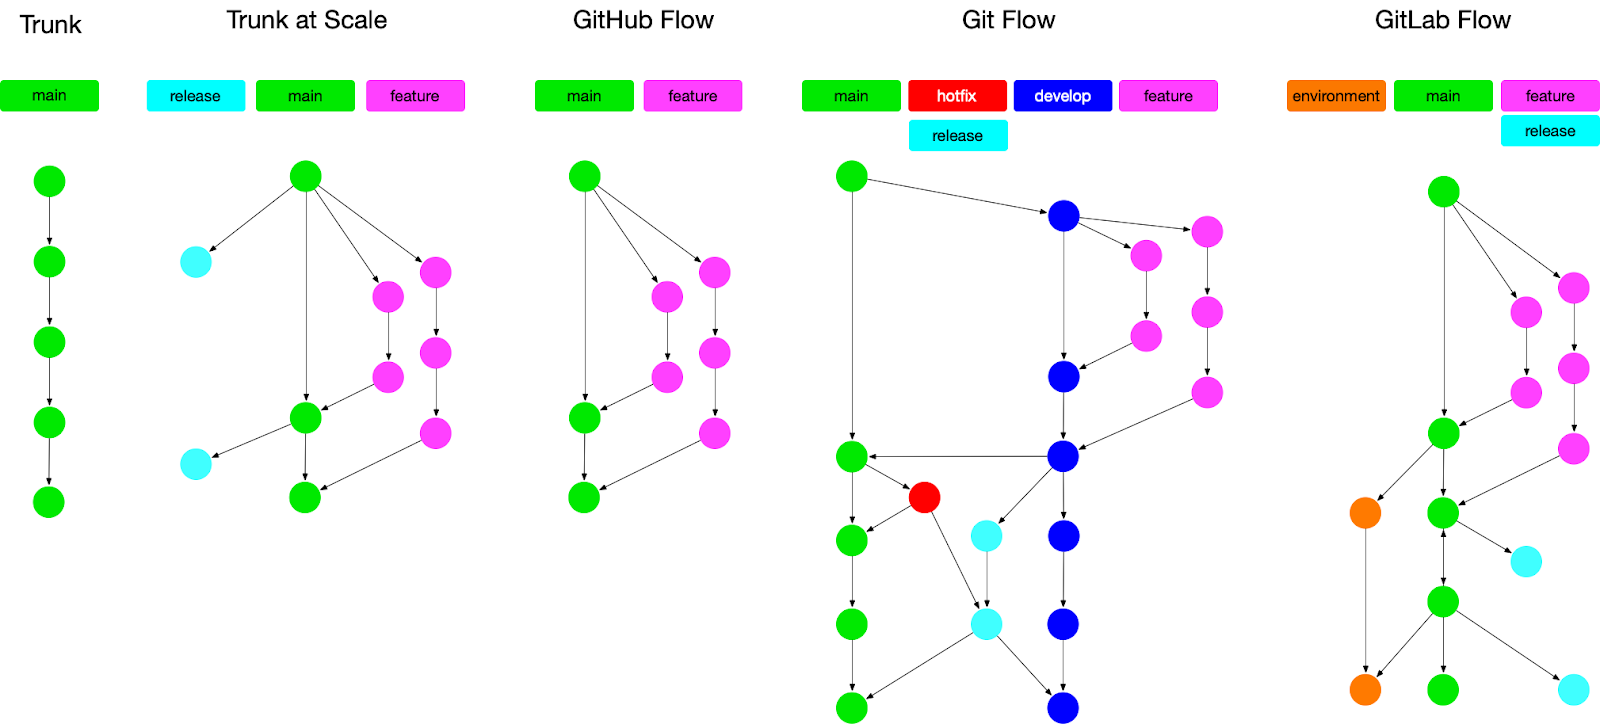 Trunk
Trunk at Scale
GitHub Flow
Git Flow
GitLab Flow
main
release
main
feature
main
feature
main
hotfix
develop
feature
release
environment
main
feature
release